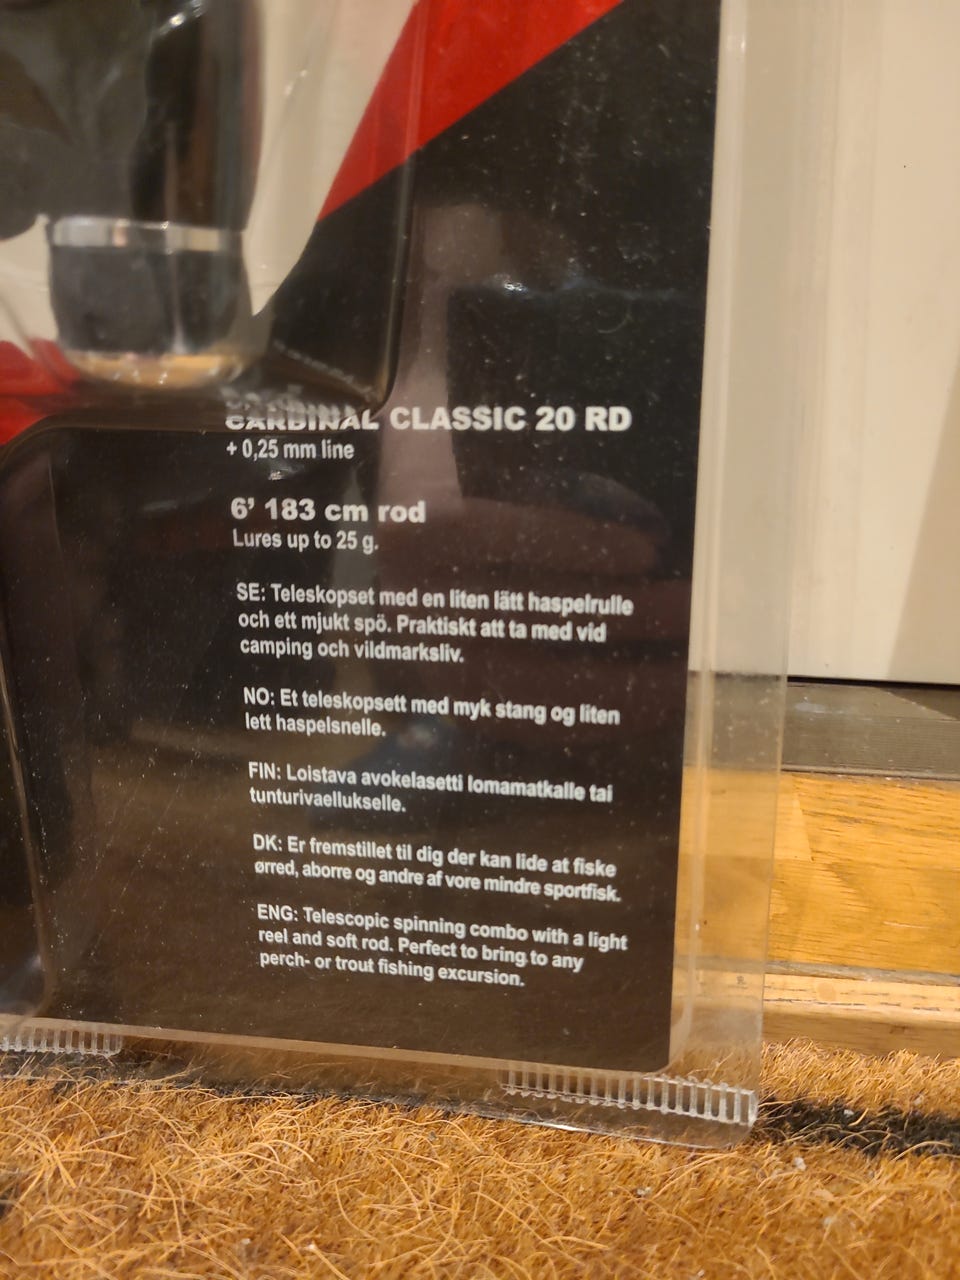 CARDINAL CLASSIC 20 RD
+ 0,25 mm line
6’ 183 cm rod
Lures up to 25 g.
SE: Teleskopset med en liten lätt haspelrulle
och ett mjukt spö. Praktiskt att ta med vid
camping och vildmarksliv.
NO: Et teleskopsett med myk stang og liten
lett haspelsnelle.
FIN: Loistava avokelasetti lomamatkalle tai
tunturivaellukselle.
DK: Er fremstillet til dig der kan lide at fiske
ørred, aborre og andre af vore mindre sportfisk.
ENG: Telescopic spinning combo with a light
reel and soft rod. Perfect to bring to any
perch- or trout fishing excursion.